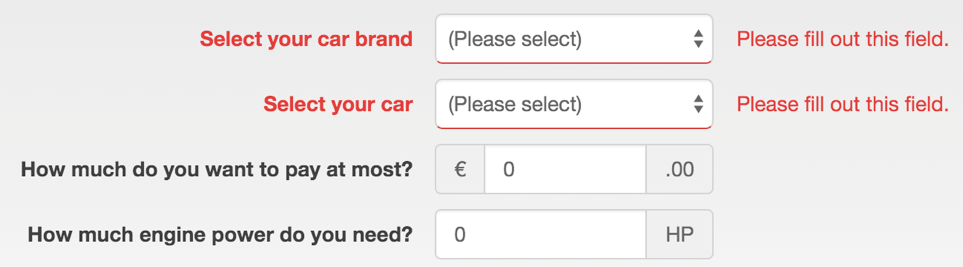 Select your car brand (Please select) Please fill out this field.
Select your car (Please select) Please fill out this field.
How much do you want to pay at most? € 0 .00
How much engine power do you need? 0 HP